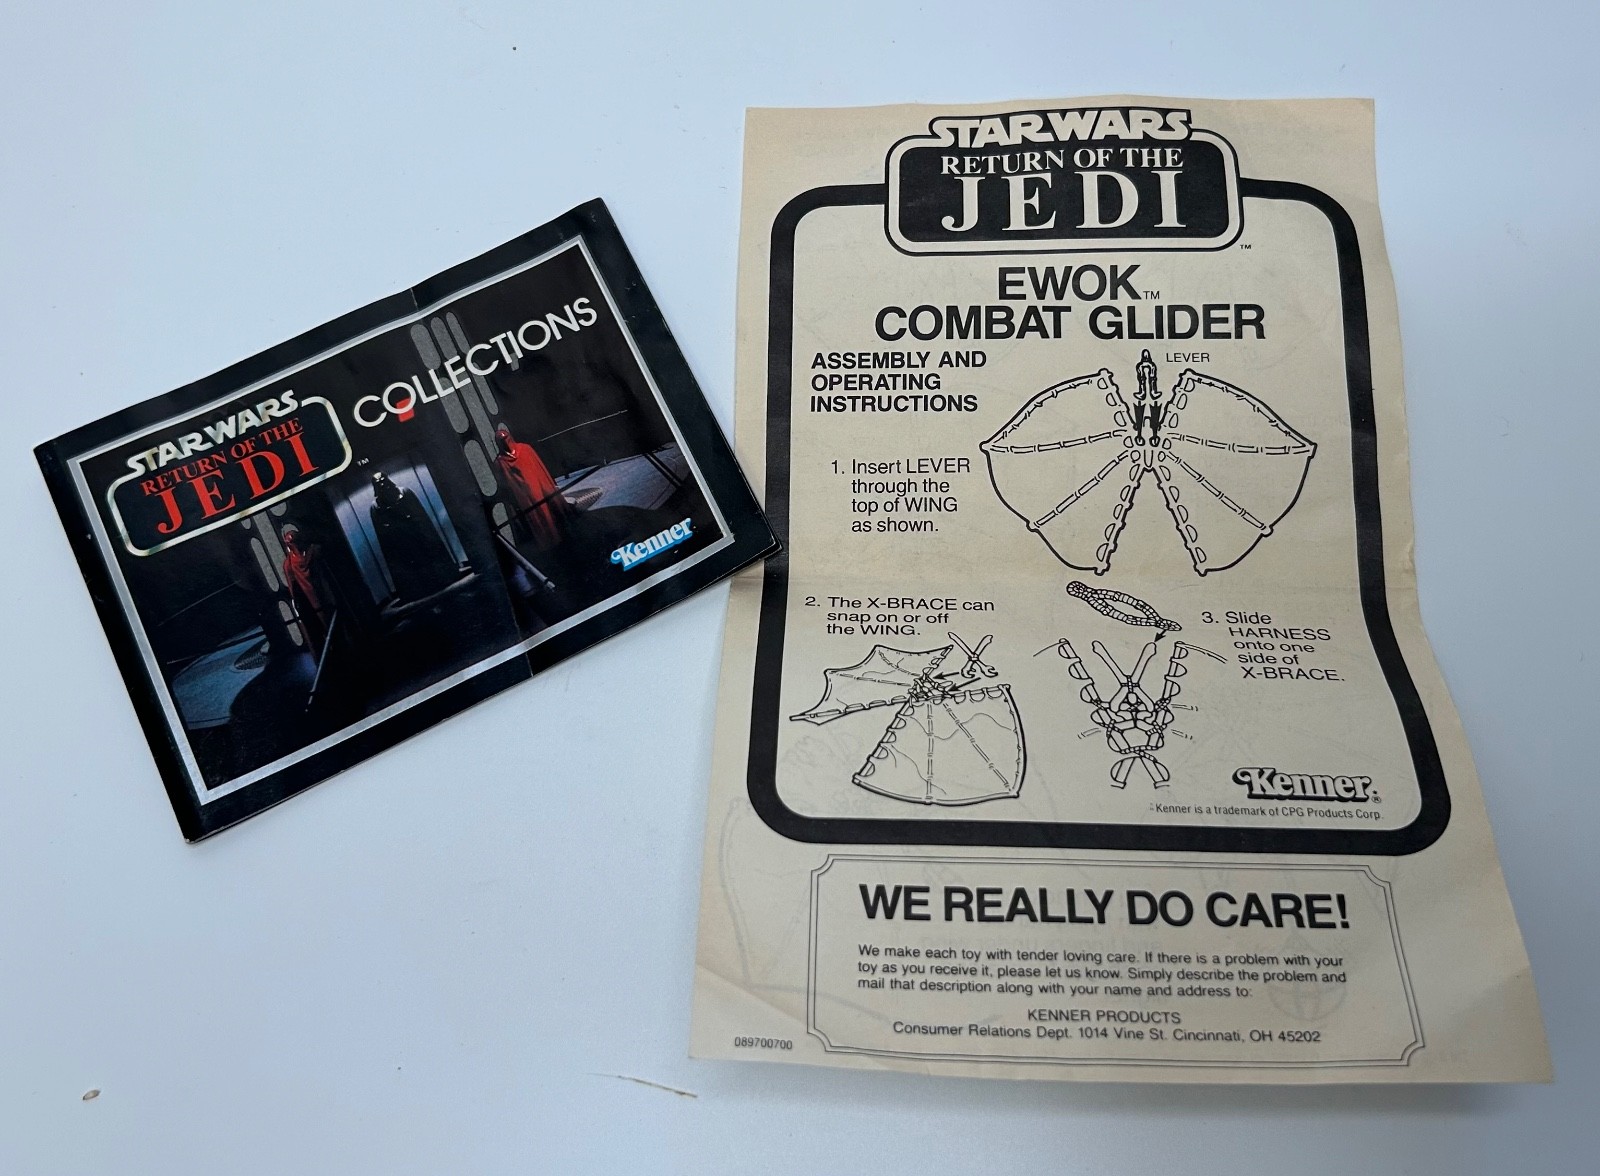 STAR WARS
RETURN OF THE
JEDI
™
COLLECTIONS
Kenner
STAR WARS
RETURN OF THE
JEDI
™
EWOK™
COMBAT GLIDER
ASSEMBLY AND
OPERATING
INSTRUCTIONS
LEVER
1. Insert LEVER
through the
top of WING
as shown.
2. The X-BRACE can
snap on or off
the WING.
3. Slide
HARNESS
onto one
side of
X-BRACE.
Kenner®
Kenner is a trademark of CPG Products Corp.
WE REALLY DO CARE!
We make each toy with tender loving care. If there is a problem with your
toy as you receive it, please let us know. Simply describe the problem and
mail that description along with your name and address to:
KENNER PRODUCTS
Consumer Relations Dept. 1014 Vine St. Cincinnati, OH 45202
089700700